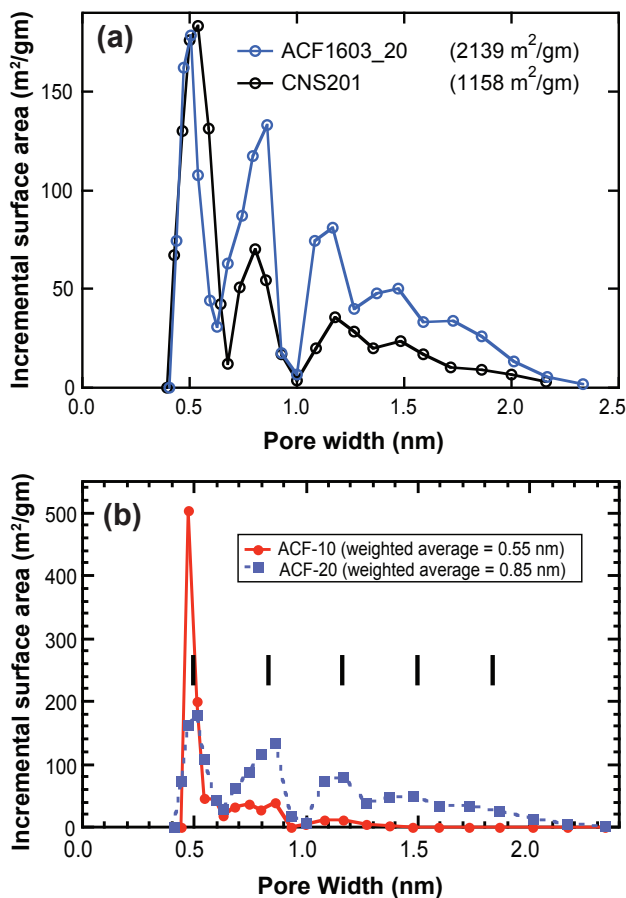 (a)
ACF1603_20 (2139 m²/gm)
CNS201 (1158 m²/gm)
Incremental surface area (m²/gm)
150
100
50
0
0.0 0.5 1.0 1.5 2.0 2.5
Pore width (nm)
(b)
ACF-10 (weighted average = 0.55 nm)
ACF-20 (weighted average = 0.85 nm)
Incremental surface area (m²/gm)
500
400
300
200
100
0
0.0 0.5 1.0 1.5 2.0
Pore Width (nm)